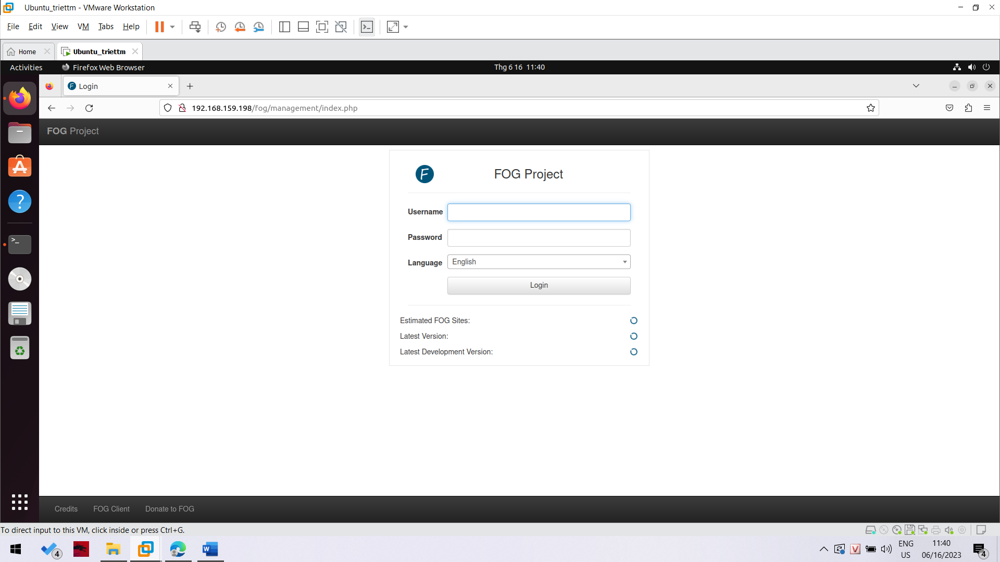 Ubuntu_triettm - VMware Workstation
File Edit View VM Tabs Help
Home Ubuntu_triettm
Activities Firefox Web Browser Thg 6 16 11:40
Login
192.168.159.198/fog/management/index.php
FOG Project
F FOG Project
Username
Password
Language English
Login
Estimated FOG Sites:
Latest Version:
Latest Development Version:
Credits FOG Client Donate to FOG
To direct input to this VM, click inside or press Ctrl+G.
4
ENG
US
11:40
06/16/2023
4